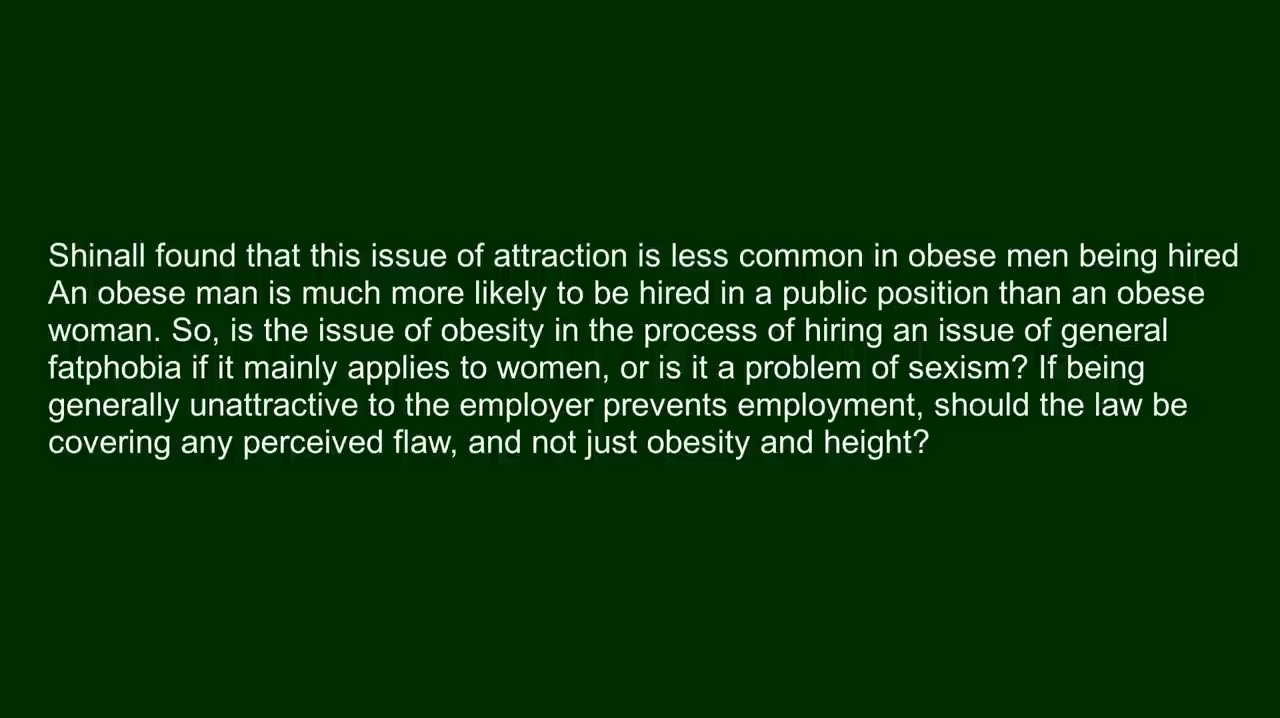 Shinall found that this issue of attraction is less common in obese men being hired
An obese man is much more likely to be hired in a public position than an obese
woman. So, is the issue of obesity in the process of hiring an issue of general
fatphobia if it mainly applies to women, or is it a problem of sexism? If being
generally unattractive to the employer prevents employment, should the law be
covering any perceived flaw, and not just obesity and height?